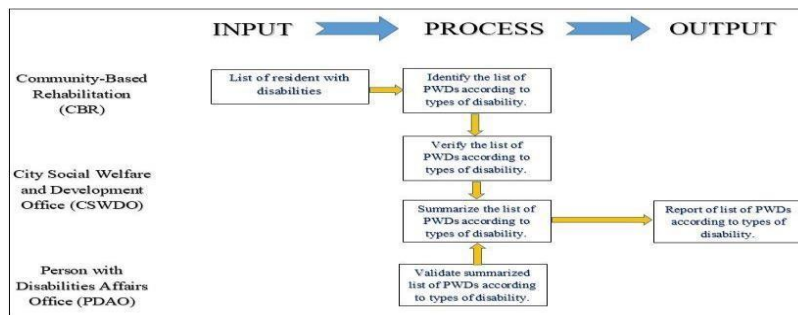 INPUT
PROCESS
OUTPUT
Community-Based
Rehabilitation
(CBR)
List of resident with
disabilities
Identify the list of
PWDs according to
types of disability.
Verify the list of
PWDs according to
types of disability.
City Social Welfare
and Development
Office (CSWDO)
Summarize the list of
PWDs according to
types of disability.
Report of list of PWDs
according to types of
disability.
Person with
Disabilities Affairs
Office (PDAO)
Validate summarized
list of PWDs according
to types of disability.